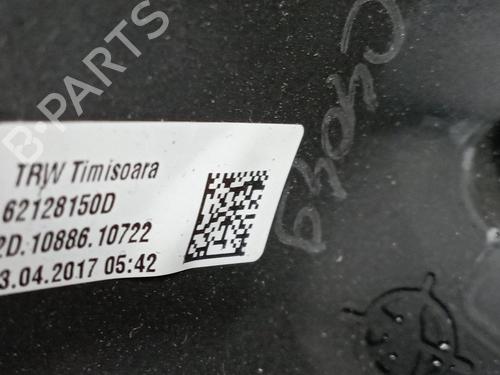 B-PARTS
TRW Timisoara
62128150D
2D.10886.10722
3.04.2017 05:42